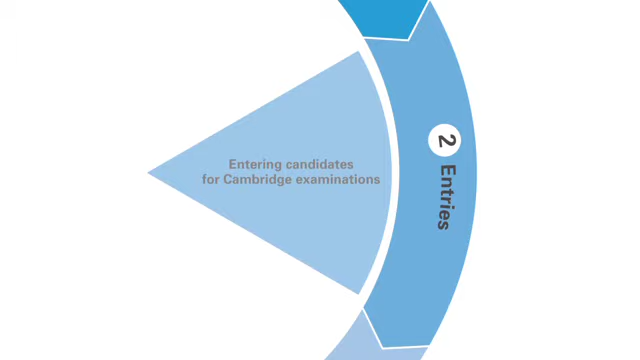 Entering candidates
for Cambridge examinations
2 Entries